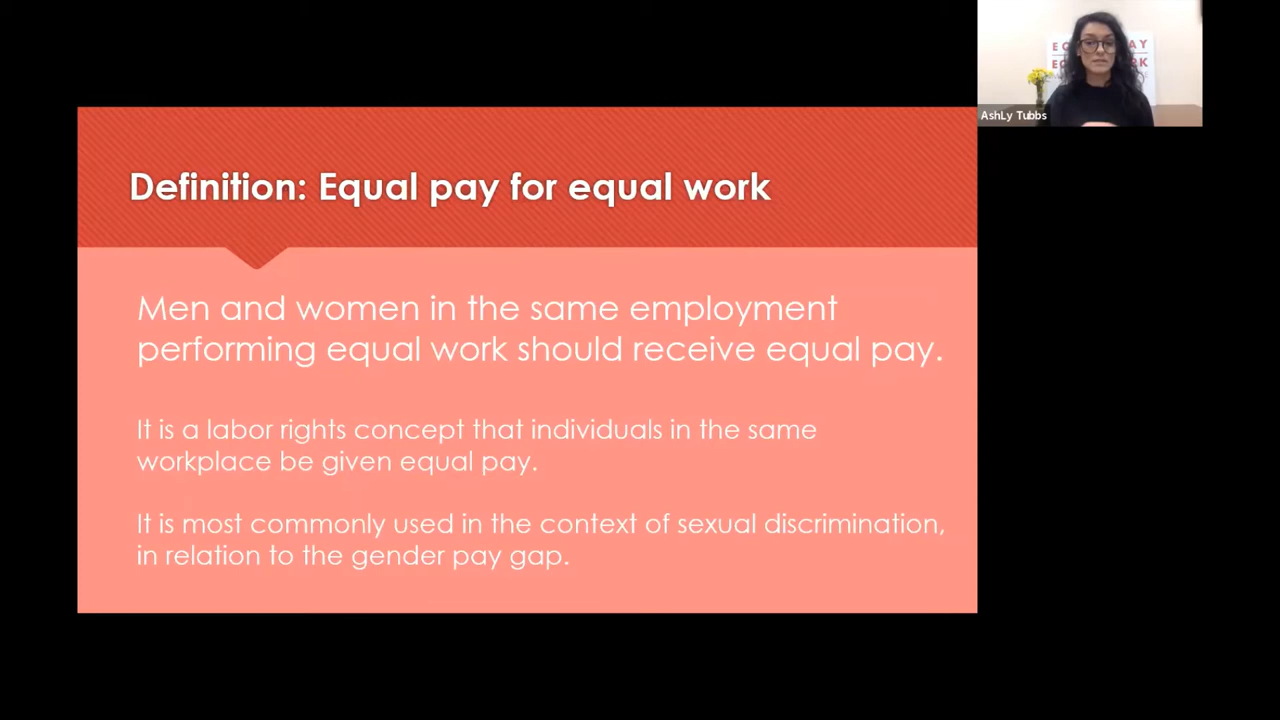 Definition: Equal pay for equal work
Men and women in the same employment
performing equal work should receive equal pay.
It is a labor rights concept that individuals in the same
workplace be given equal pay.
It is most commonly used in the context of sexual discrimination,
in relation to the gender pay gap.
AshLy Tubbs